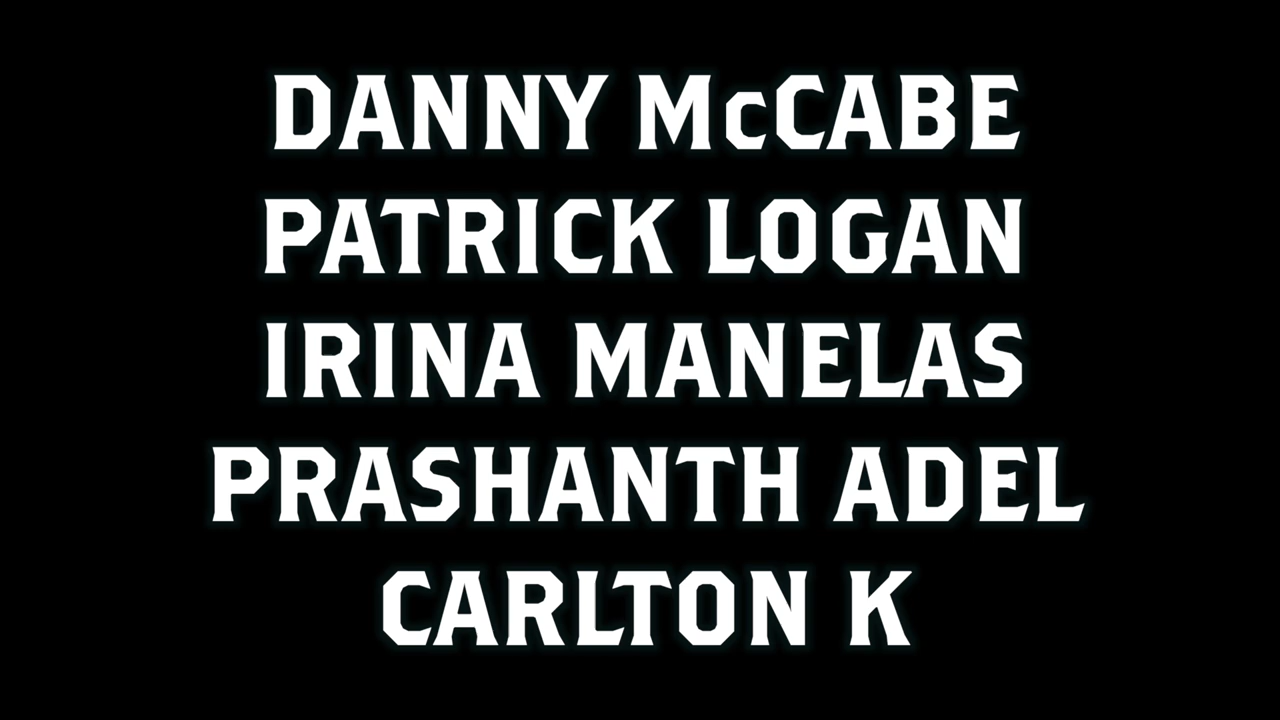 DANNY McCABE
PATRICK LOGAN
IRINA MANELAS
PRASHANTH ADEL
CARLTON K